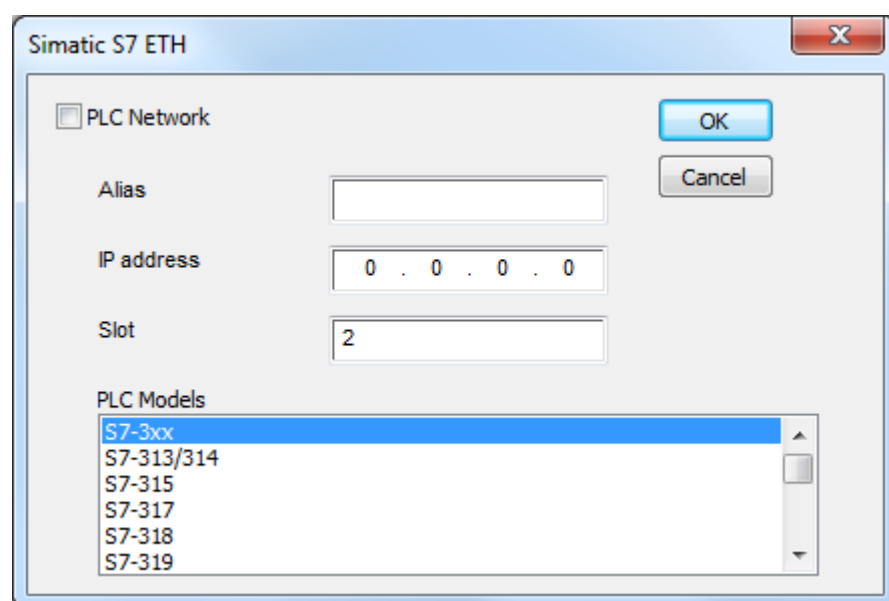 Simatic S7 ETH
PLC Network
OK
Cancel
Alias
IP address
0 . 0 . 0 . 0
Slot
2
PLC Models
S7-3xx
S7-313/314
S7-315
S7-317
S7-318
S7-319